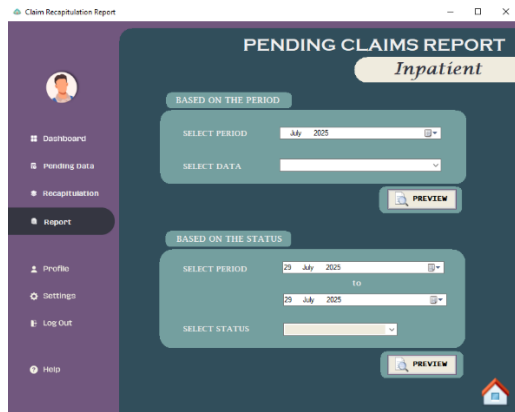 Claim Recapitulation Report
PENDING CLAIMS REPORT
Inpatient
Dashboard
Pending Data
Recapitulation
Report
Profile
Settings
Log Out
Help
BASED ON THE PERIOD
SELECT PERIOD
July 2025
SELECT DATA
PREVIEW
BASED ON THE STATUS
SELECT PERIOD
29 July 2025
to
29 July 2025
SELECT STATUS
PREVIEW